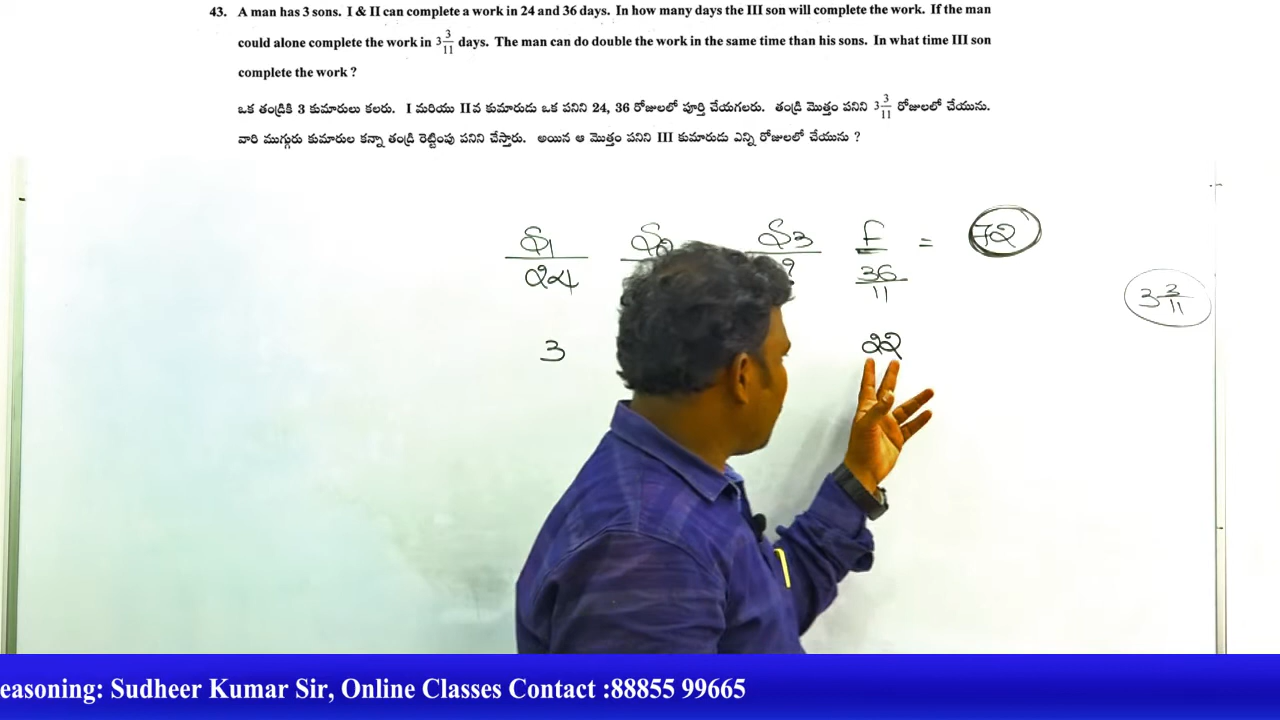 43. A man has 3 sons. I & II can complete a work in 24 and 36 days. In how many days the III son will complete the work. If the man
could alone complete the work in 3 3/11 days. The man can do double the work in the same time than his sons. In what time III son
complete the work ?
ఒక తండ్రికి 3 కుమారులు కలరు. I మరియు IIవ కుమారుడు ఒక పనిని 24, 36 రోజులలో పూర్తి చేయగలరు. తండ్రి మొత్తం పనిని 3 3/11 రోజులలో చేయును.
వారి ముగ్గురు కుమారుల కన్నా తండ్రి రెట్టింపు పనిని చేస్తారు. అయిన ఆ మొత్తం పనిని III కుమారుడు ఎన్ని రోజులలో చేయును ?
S1 S2 S3 F = 72
24 ? 36/11
3 3/11
3 22
easoning: Sudheer Kumar Sir, Online Classes Contact :88855 99665